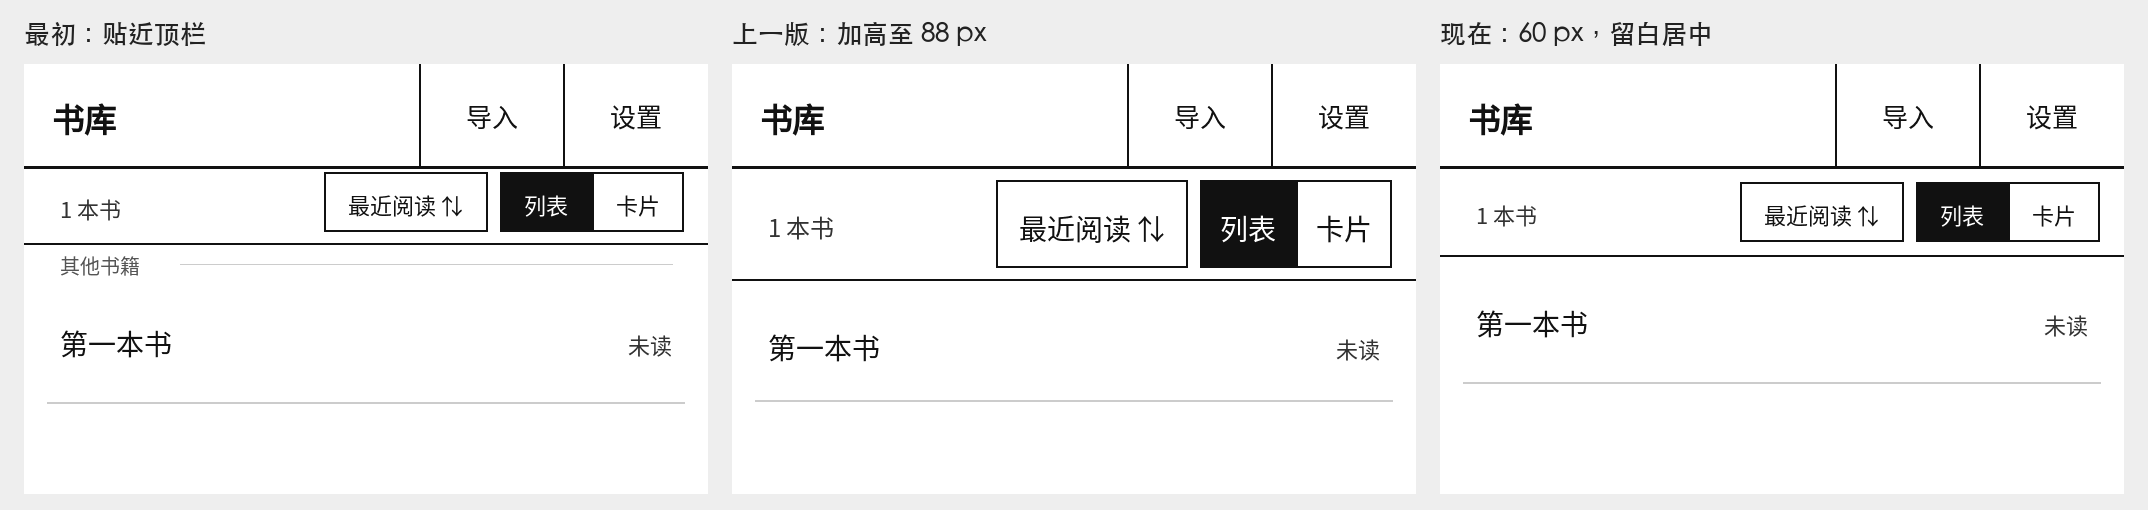 最初：贴近顶栏
书库 导入 设置
1 本书 最近阅读 ↑↓ 列表 卡片
其他书籍
第一本书 未读
上一版：加高至 88 px
书库 导入 设置
1 本书 最近阅读 ↑↓ 列表 卡片
第一本书 未读
现在：60 px，留白居中
书库 导入 设置
1 本书 最近阅读 ↑↓ 列表 卡片
第一本书 未读